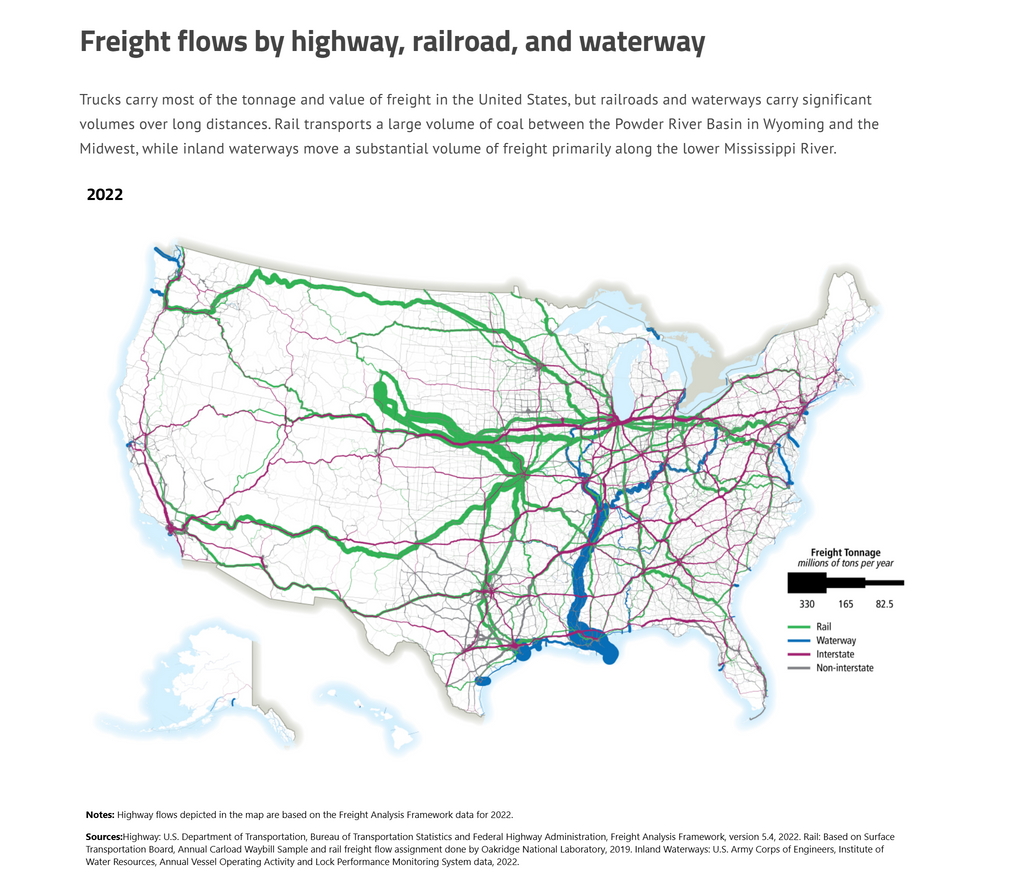 Freight flows by highway, railroad, and waterway
Trucks carry most of the tonnage and value of freight in the United States, but railroads and waterways carry significant
volumes over long distances. Rail transports a large volume of coal between the Powder River Basin in Wyoming and the
Midwest, while inland waterways move a substantial volume of freight primarily along the lower Mississippi River.
2022
Freight Tonnage
millions of tons per year
330 165 82.5
Rail
Waterway
Interstate
Non-interstate
Notes: Highway flows depicted in the map are based on the Freight Analysis Framework data for 2022.
Sources:Highway: U.S. Department of Transportation, Bureau of Transportation Statistics and Federal Highway Administration, Freight Analysis Framework, version 5.4, 2022. Rail: Based on Surface
Transportation Board, Annual Carload Waybill Sample and rail freight flow assignment done by Oakridge National Laboratory, 2019. Inland Waterways: U.S. Army Corps of Engineers, Institute of
Water Resources, Annual Vessel Operating Activity and Lock Performance Monitoring System data, 2022.